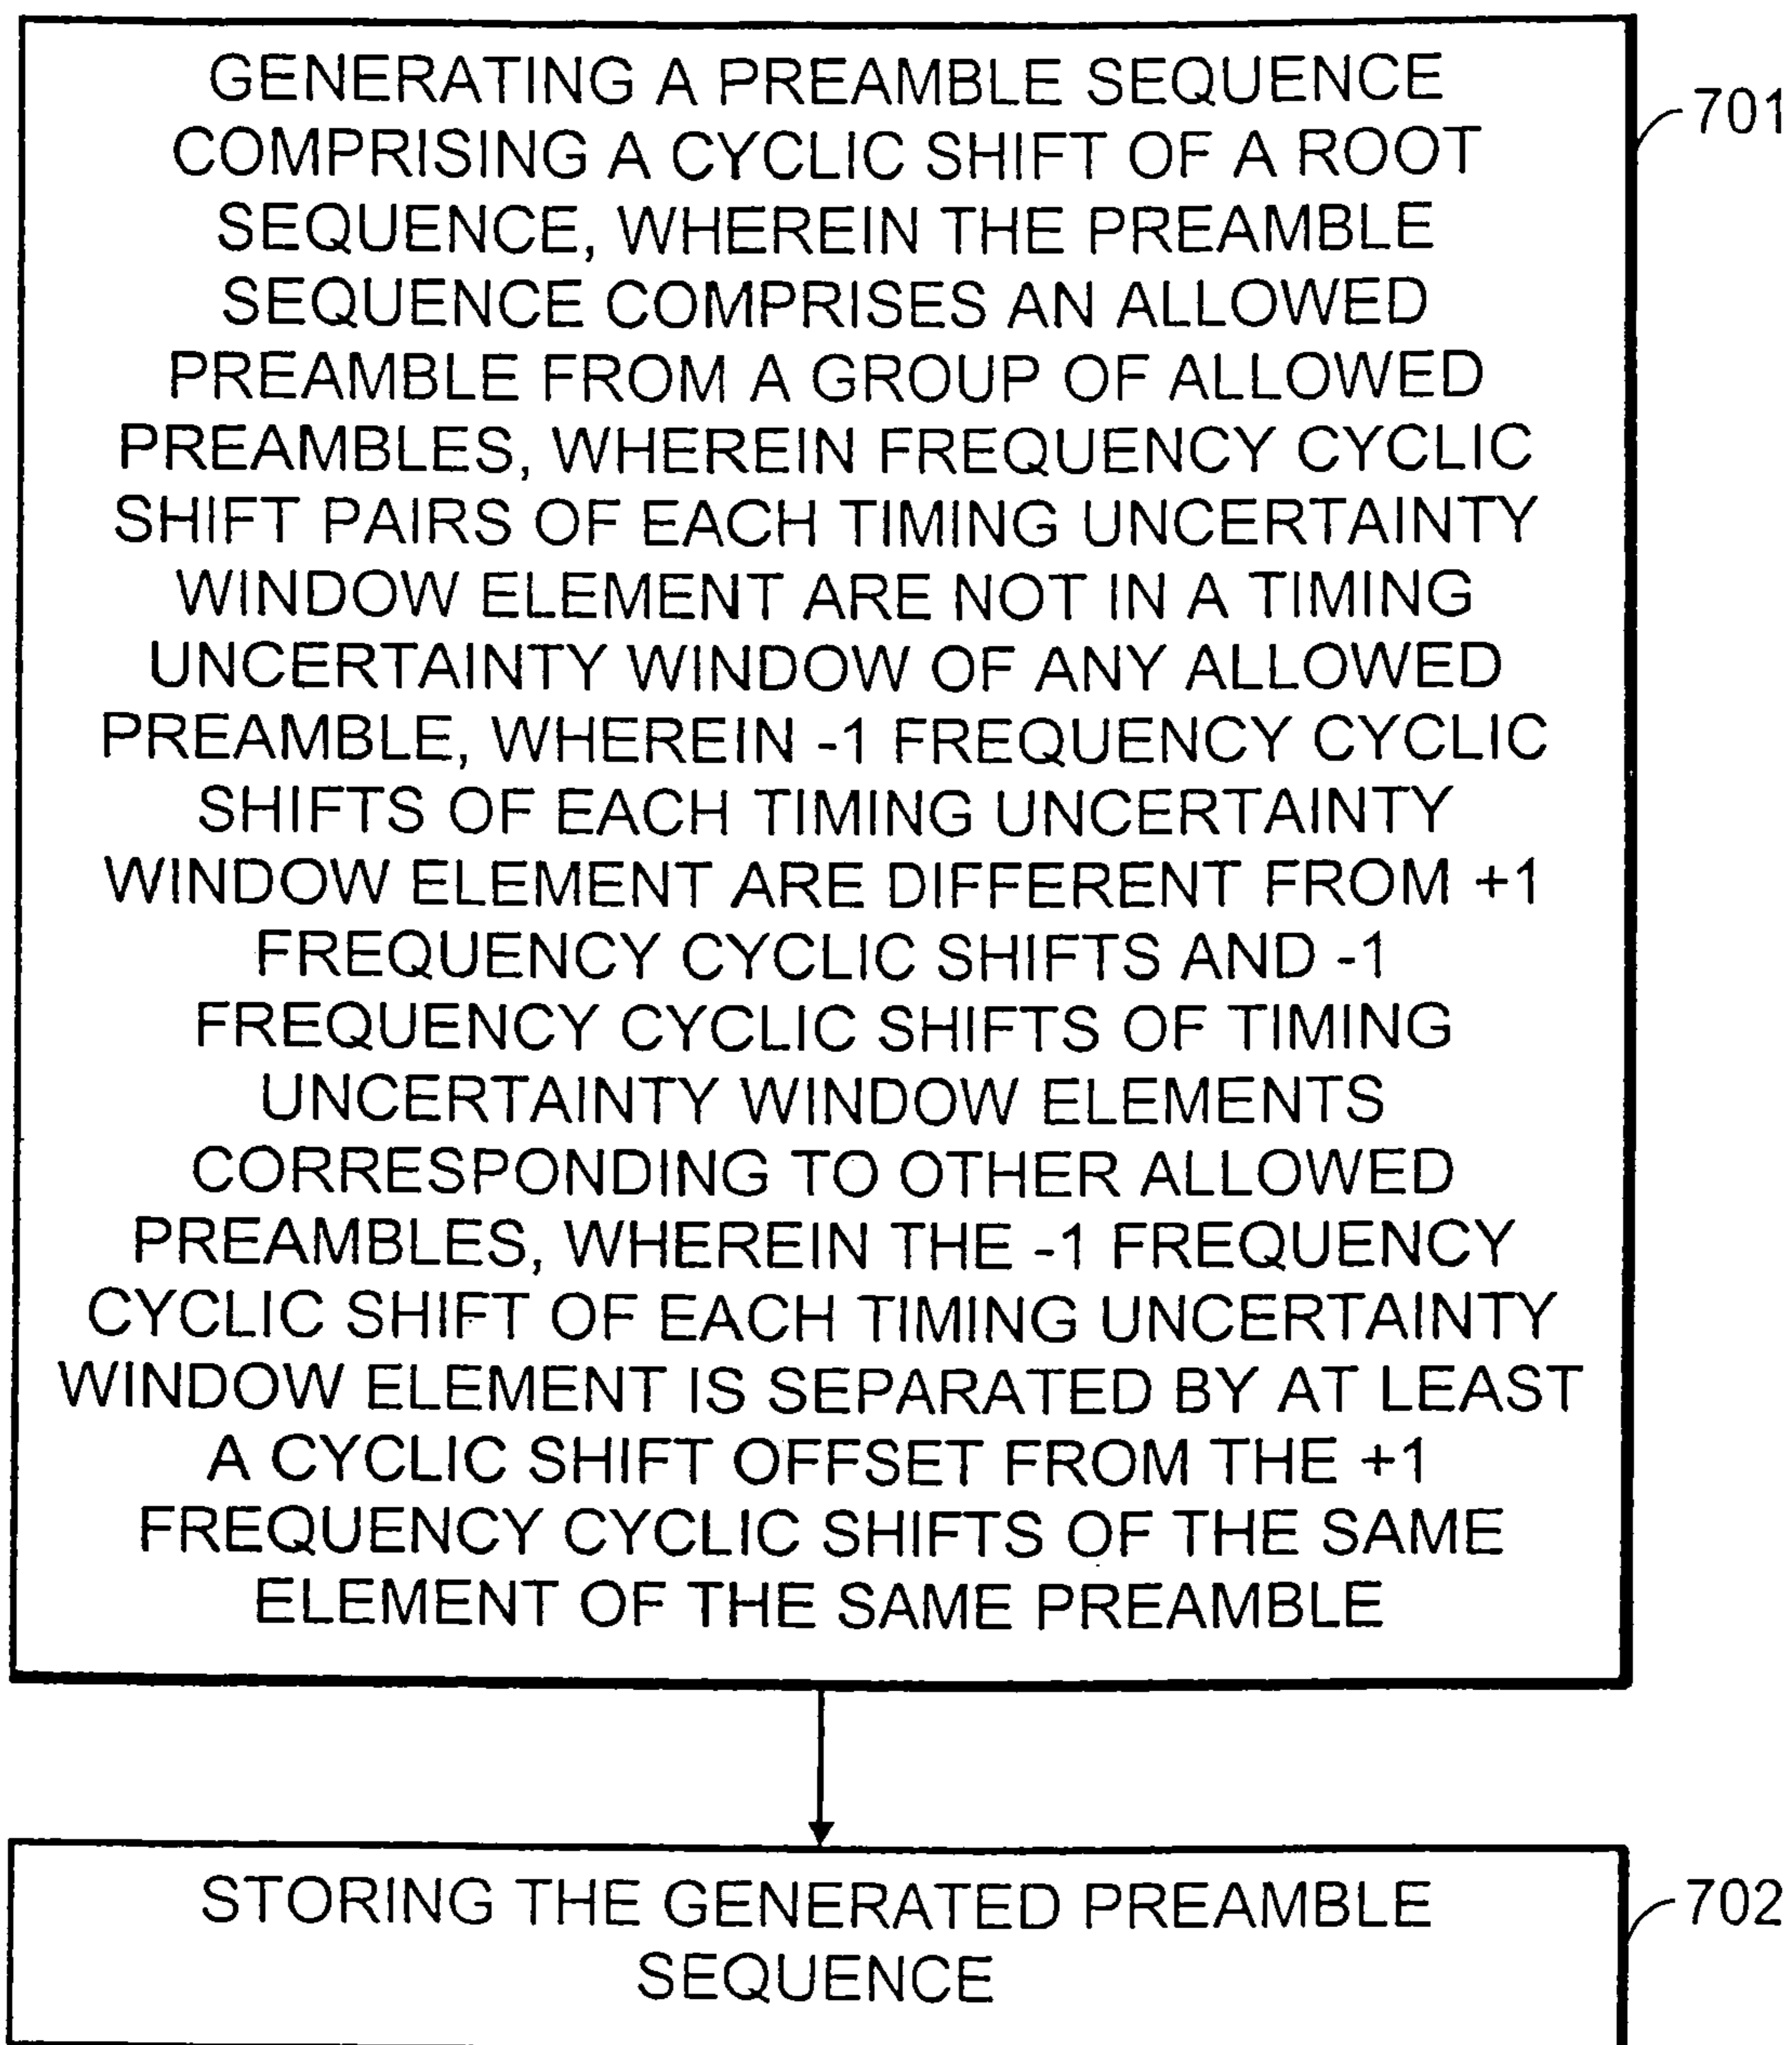 GENERATING A PREAMBLE SEQUENCE
COMPRISING A CYCLIC SHIFT OF A ROOT
SEQUENCE, WHEREIN THE PREAMBLE
SEQUENCE COMPRISES AN ALLOWED
PREAMBLE FROM A GROUP OF ALLOWED
PREAMBLES, WHEREIN FREQUENCY CYCLIC
SHIFT PAIRS OF EACH TIMING UNCERTAINTY
WINDOW ELEMENT ARE NOT IN A TIMING
UNCERTAINTY WINDOW OF ANY ALLOWED
PREAMBLE, WHEREIN -1 FREQUENCY CYCLIC
SHIFTS OF EACH TIMING UNCERTAINTY
WINDOW ELEMENT ARE DIFFERENT FROM +1
FREQUENCY CYCLIC SHIFTS AND -1
FREQUENCY CYCLIC SHIFTS OF TIMING
UNCERTAINTY WINDOW ELEMENTS
CORRESPONDING TO OTHER ALLOWED
PREAMBLES, WHEREIN THE -1 FREQUENCY
CYCLIC SHIFT OF EACH TIMING UNCERTAINTY
WINDOW ELEMENT IS SEPARATED BY AT LEAST
A CYCLIC SHIFT OFFSET FROM THE +1
FREQUENCY CYCLIC SHIFTS OF THE SAME
ELEMENT OF THE SAME PREAMBLE
701
STORING THE GENERATED PREAMBLE
SEQUENCE
702